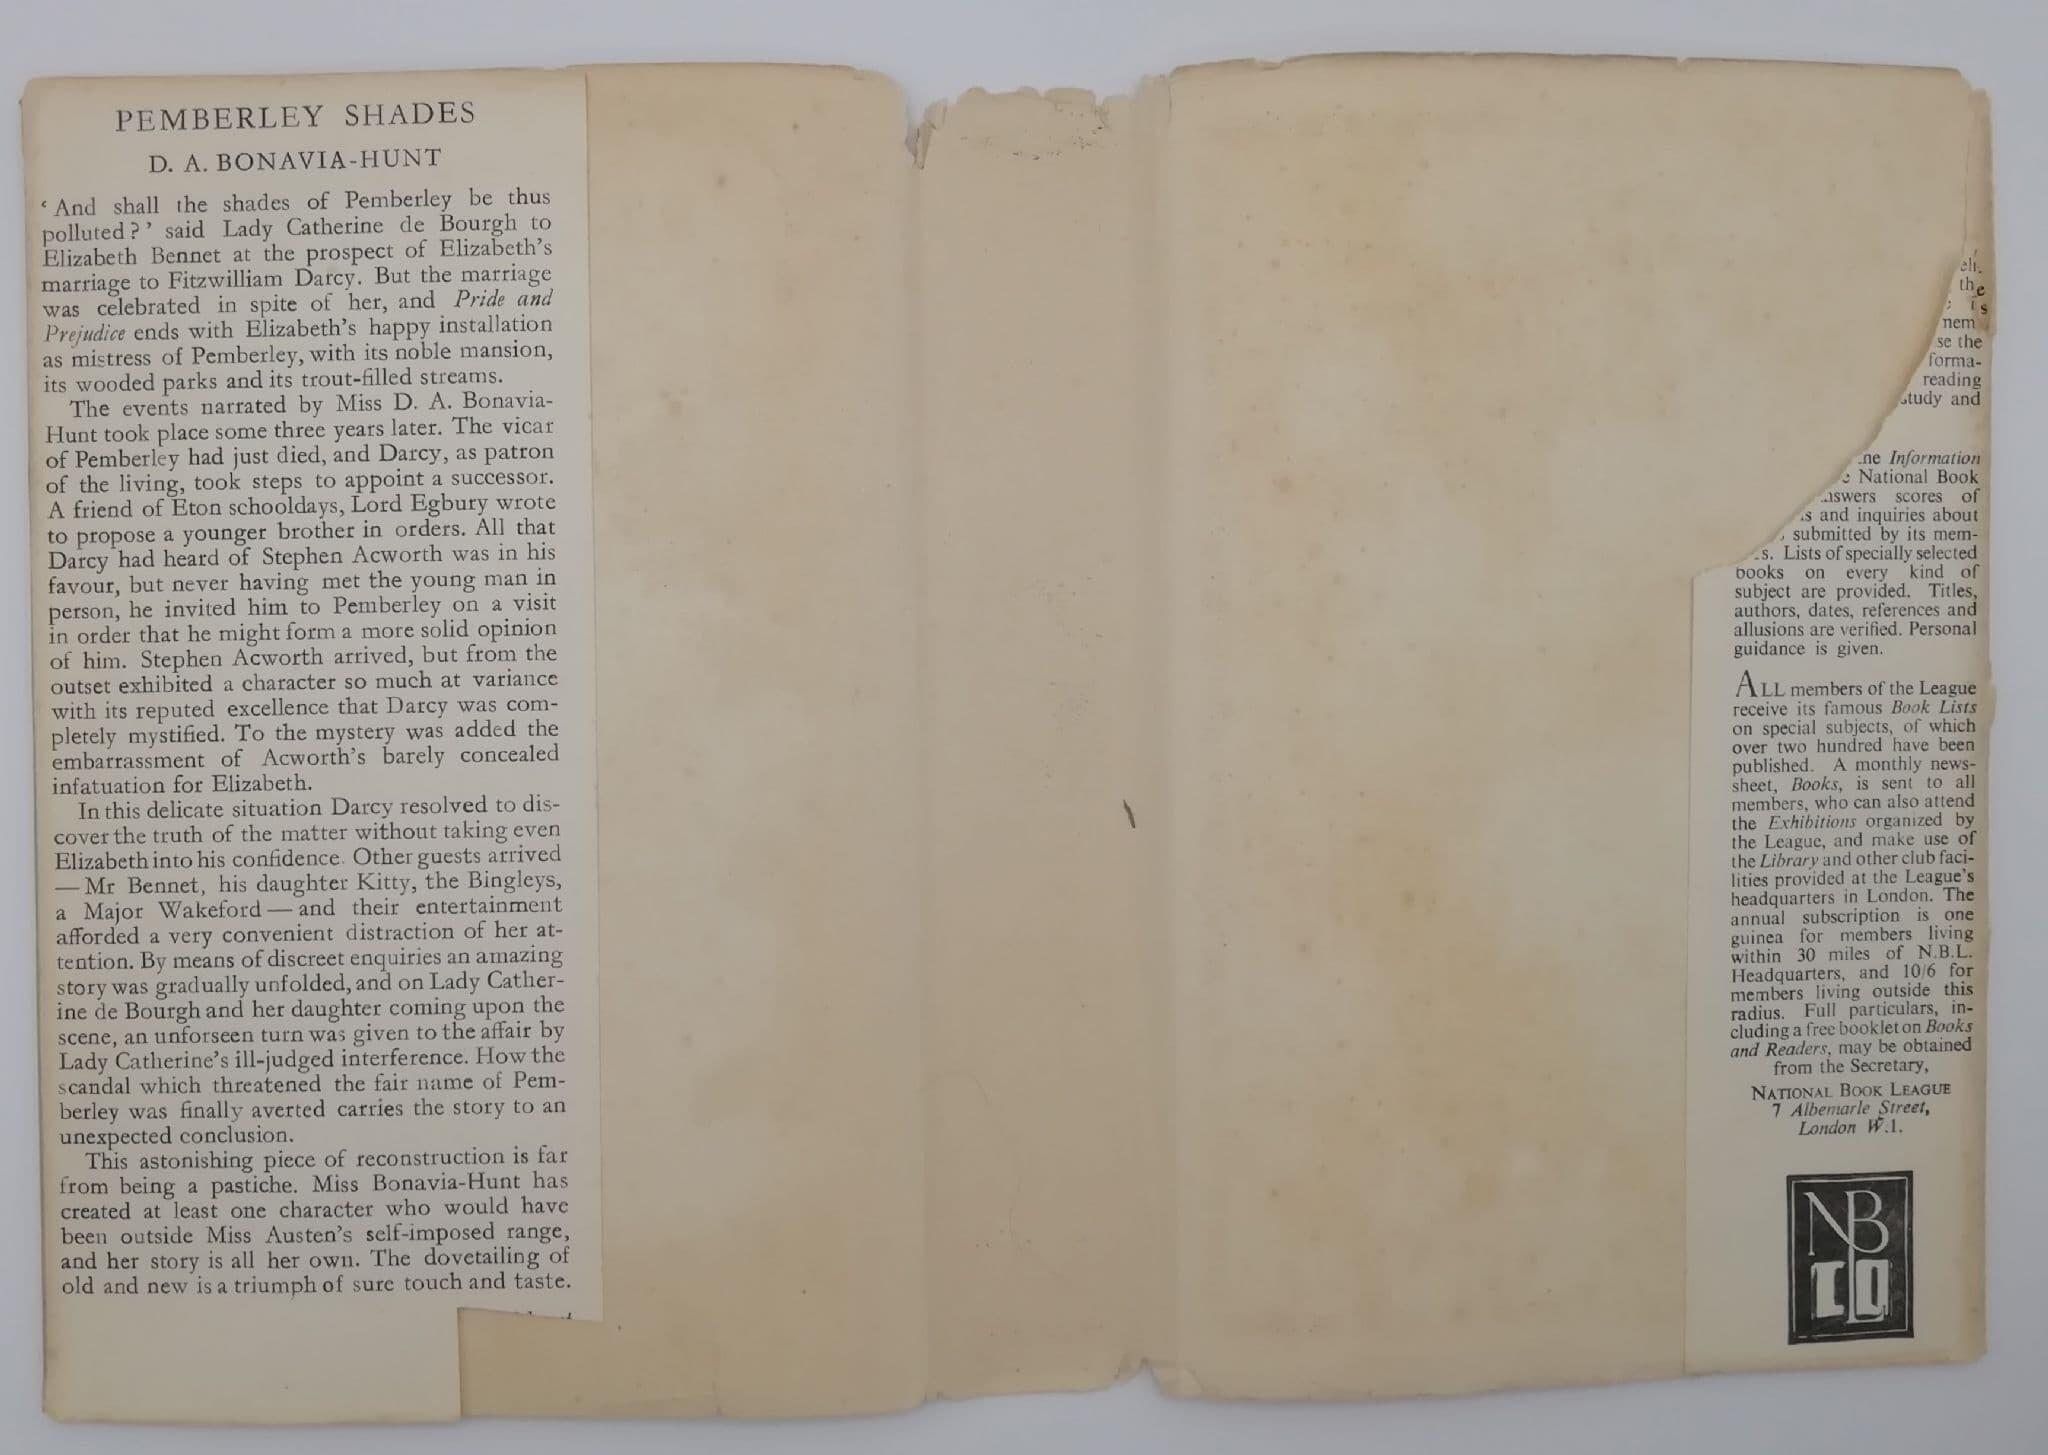 PEMBERLEY SHADES
D. A. BONAVIA-HUNT
‘And shall the shades of Pemberley be thus
polluted?’ said Lady Catherine de Bourgh to
Elizabeth Bennet at the prospect of Elizabeth’s
marriage to Fitzwilliam Darcy. But the marriage
was celebrated in spite of her, and Pride and
Prejudice ends with Elizabeth’s happy installation
as mistress of Pemberley, with its noble mansion,
its wooded parks and its trout-filled streams.
The events narrated by Miss D. A. Bonavia-
Hunt took place some three years later. The vicar
of Pemberley had just died, and Darcy, as patron
of the living, took steps to appoint a successor.
A friend of Eton schooldays, Lord Egbury wrote
to propose a younger brother in orders. All that
Darcy had heard of Stephen Acworth was in his
favour, but never having met the young man in
person, he invited him to Pemberley on a visit
in order that he might form a more solid opinion
of him. Stephen Acworth arrived, but from the
outset exhibited a character so much at variance
with its reputed excellence that Darcy was com-
pletely mystified. To the mystery was added the
embarrassment of Acworth’s barely concealed
infatuation for Elizabeth.
In this delicate situation Darcy resolved to dis-
cover the truth of the matter without taking even
Elizabeth into his confidence. Other guests arrived
— Mr Bennet, his daughter Kitty, the Bingleys,
a Major Wakeford — and their entertainment
afforded a very convenient distraction of her at-
tention. By means of discreet enquiries an amazing
story was gradually unfolded, and on Lady Cather-
ine de Bourgh and her daughter coming upon the
scene, an unforseen turn was given to the affair by
Lady Catherine’s ill-judged interference. How the
scandal which threatened the fair name of Pem-
berley was finally averted carries the story to an
unexpected conclusion.
This astonishing piece of reconstruction is far
from being a pastiche. Miss Bonavia-Hunt has
created at least one character who would have
been outside Miss Austen’s self-imposed range,
and her story is all her own. The dovetailing of
old and new is a triumph of sure touch and taste.
the
is
nem
se the
forma-
reading
study and
Information
National Book
scores of
and inquiries about
submitted by its mem-
Lists of specially selected
books on every kind of
subject are provided. Titles,
authors, dates, references and
allusions are verified. Personal
guidance is given.
ALL members of the League
receive its famous Book Lists
on special subjects, of which
over two hundred have been
published. A monthly news-
sheet, Books, is sent to all
members, who can also attend
the Exhibitions organized by
the League, and make use of
the Library and other club faci-
lities provided at the League’s
headquarters in London. The
annual subscription is one
guinea for members living
within 30 miles of N.B.L.
Headquarters, and 10/6 for
members living outside this
radius. Full particulars, in-
cluding a free booklet on Books
and Readers, may be obtained
from the Secretary,
NATIONAL BOOK LEAGUE
7 Albemarle Street,
London W.1.
NBL